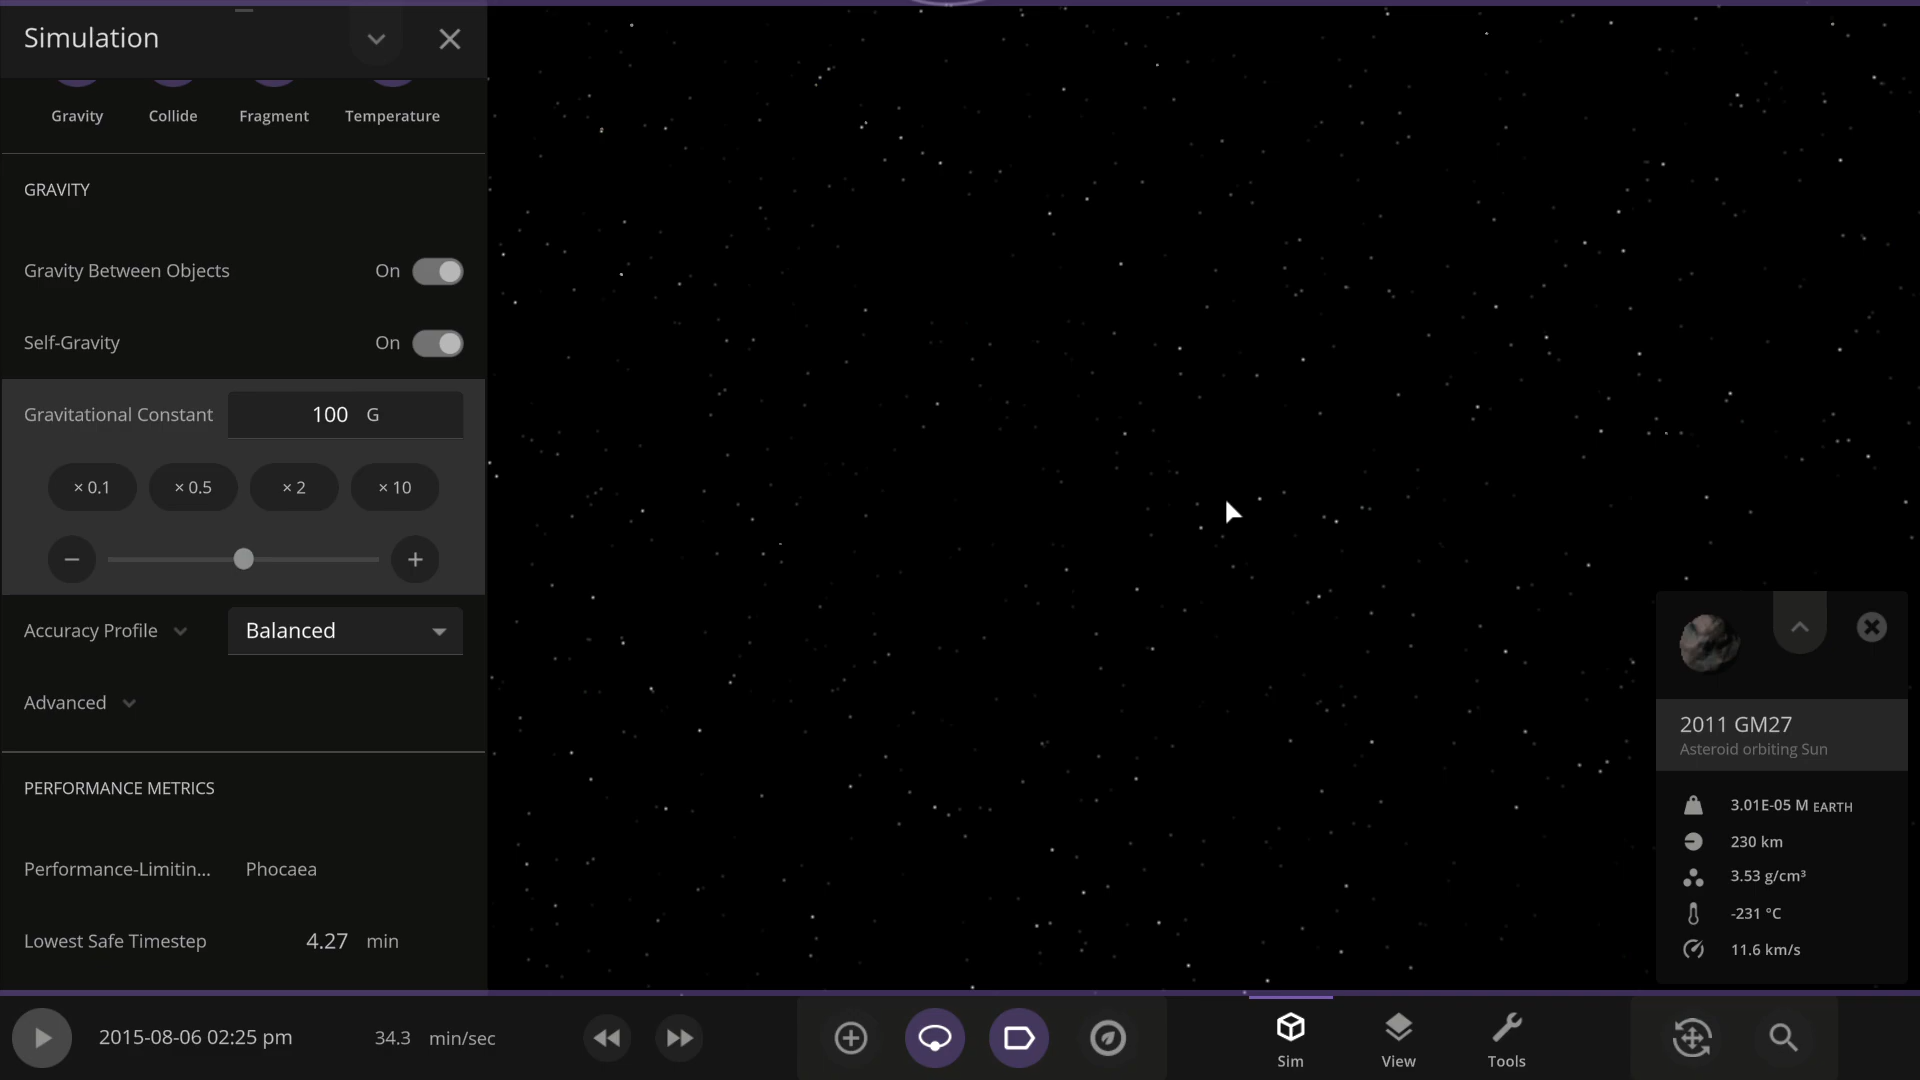 Simulation
Gravity Collide Fragment Temperature
GRAVITY
Gravity Between Objects On
Self-Gravity On
Gravitational Constant 100 G
× 0.1 × 0.5 × 2 × 10
Accuracy Profile Balanced
Advanced
PERFORMANCE METRICS
Performance-Limitin... Phocaea
Lowest Safe Timestep 4.27 min
2011 GM27
Asteroid orbiting Sun
3.01E-05 M EARTH
230 km
3.53 g/cm³
-231 °C
11.6 km/s
2015-08-06 02:25 pm 34.3 min/sec
Sim View Tools